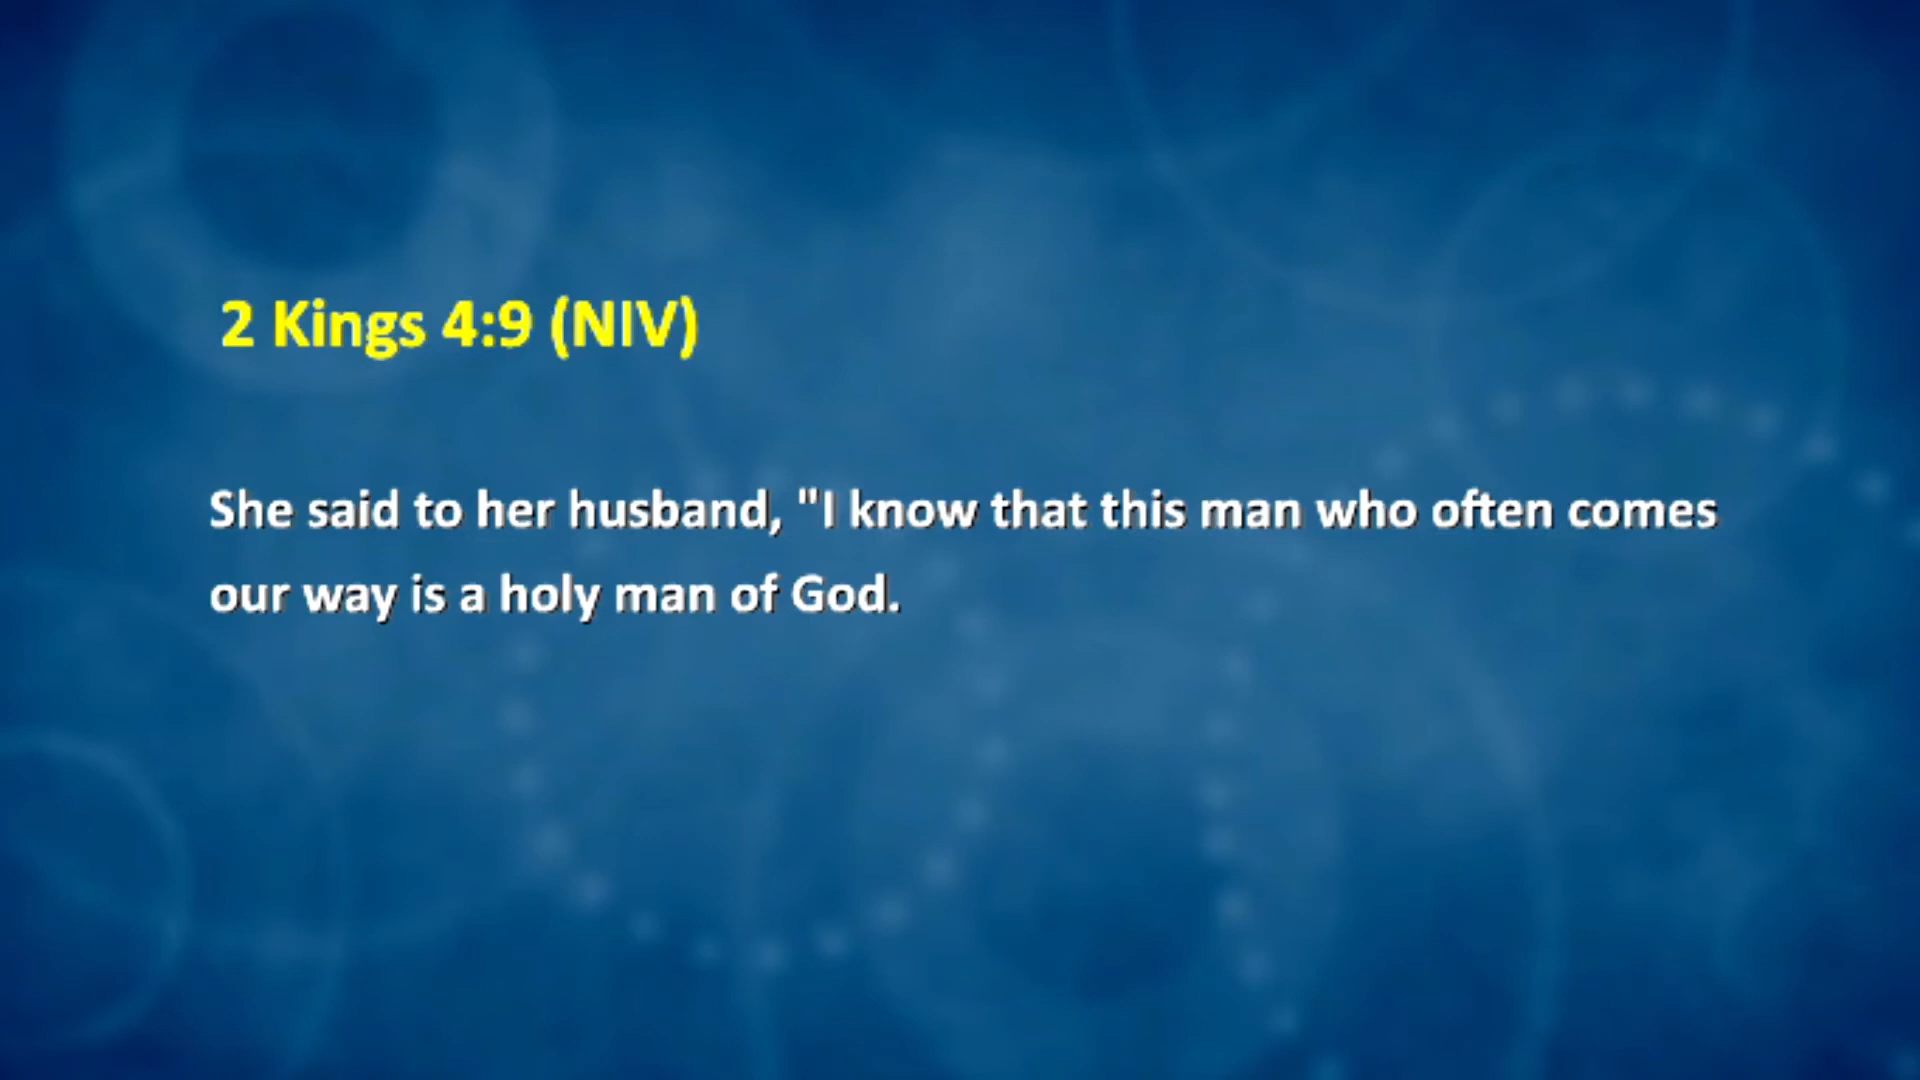 2 Kings 4:9 (NIV)
She said to her husband, "I know that this man who often comes
our way is a holy man of God.